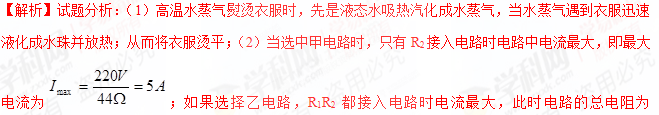 【解析】试题分析：（1）高温水蒸气熨烫衣服时，先是液态水吸热汽化成水蒸气，当水蒸气遇到衣服迅速
液化成水珠并放热；从而将衣服烫平；（2）当选中甲电路时，只有 R₂ 接入电路时电路中电流最大，即最大
电流为 I_max = 220V/44Ω = 5A ；如果选择乙电路，R₁R₂ 都接入电路时电流最大，此时电路的总电阻为